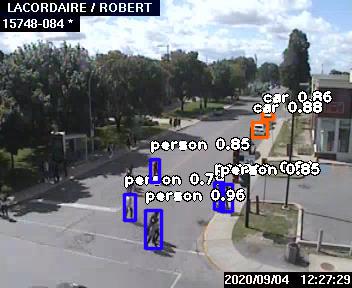 LACORDAIRE / ROBERT
15748-084 *
car 0.86
car 0.88
person 0.85
person 0.85
person 0.7
person 0.96
2020/09/04 12:27:29